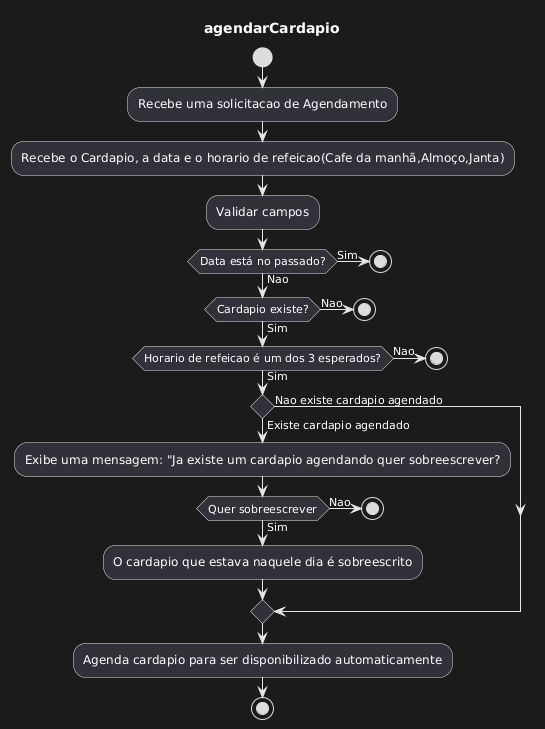 agendarCardapio
Recebe uma solicitacao de Agendamento
Recebe o Cardapio, a data e o horario de refeicao(Cafe da manhã,Almoço,Janta)
Validar campos
Data está no passado?
Sim
Nao
Cardapio existe?
Nao
Sim
Horario de refeicao é um dos 3 esperados?
Nao
Sim
Nao existe cardapio agendado
Existe cardapio agendado
Exibe uma mensagem: "Ja existe um cardapio agendando quer sobreescrever?
Quer sobreescrever
Nao
Sim
O cardapio que estava naquele dia é sobreescrito
Agenda cardapio para ser disponibilizado automaticamente